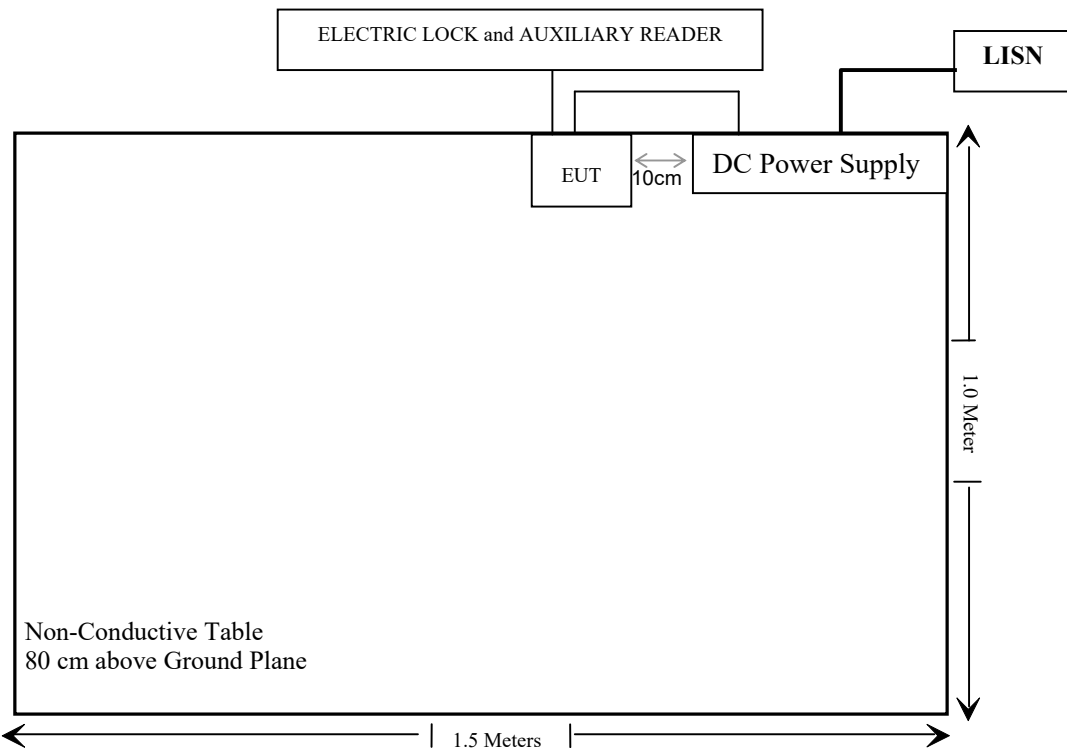 ELECTRIC LOCK and AUXILIARY READER
LISN
EUT
10cm
DC Power Supply
1.0 Meter
Non-Conductive Table
80 cm above Ground Plane
1.5 Meters